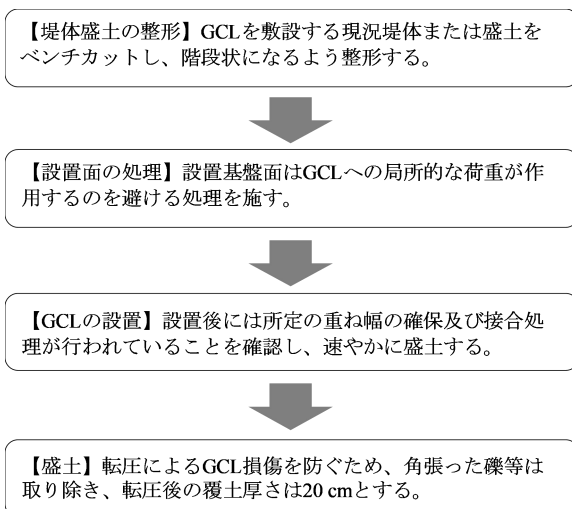 【堤体盛土の整形】GCLを敷設する現況堤体または盛土を
ベンチカットし、階段状になるよう整形する。
【設置面の処理】設置基盤面はGCLへの局所的な荷重が作
用するのを避ける処理を施す。
【GCLの設置】設置後には所定の重ね幅の確保及び接合処
理が行われていることを確認し、速やかに盛土する。
【盛土】転圧によるGCL損傷を防ぐため、角張った礫等は
取り除き、転圧後の覆土厚さは20 cmとする。